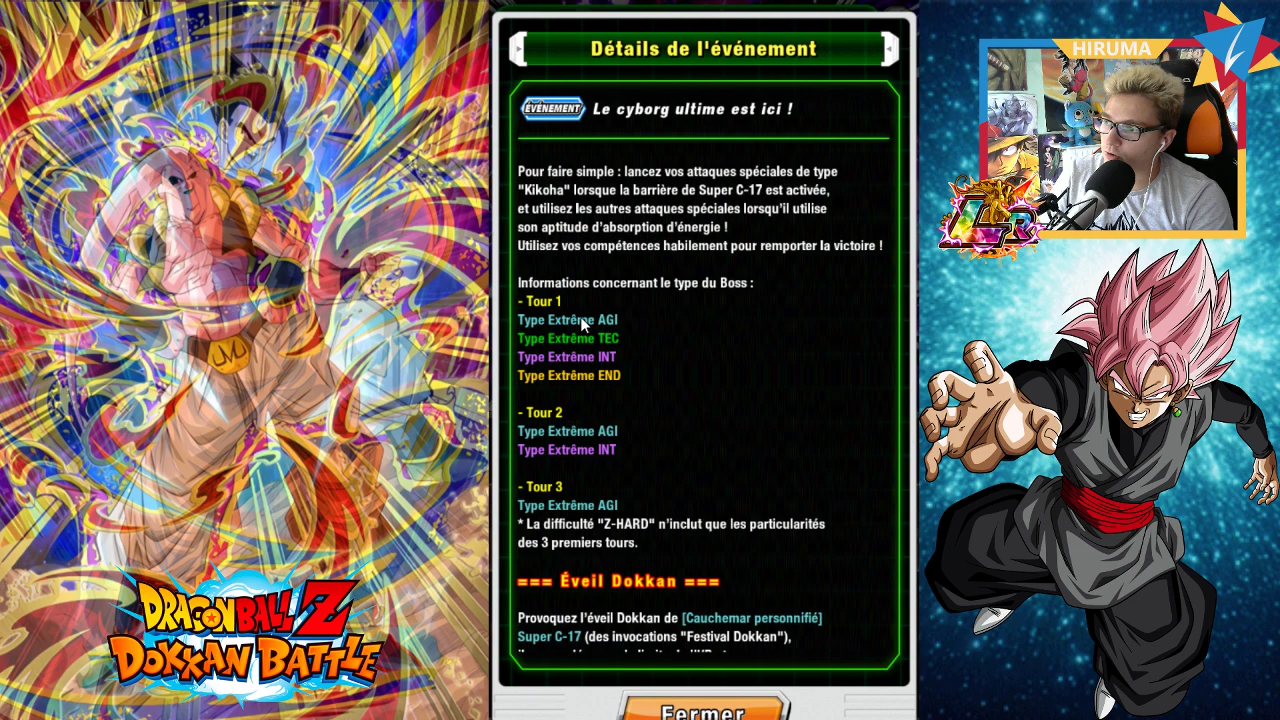 Détails de l'événement
ÉVÉNEMENT Le cyborg ultime est ici !
Pour faire simple : lancez vos attaques spéciales de type
"Kikoha" lorsque la barrière de Super C-17 est activée,
et utilisez les autres attaques spéciales lorsqu'il utilise
son aptitude d'absorption d'énergie !
Utilisez vos compétences habilement pour remporter la victoire !
Informations concernant le type du Boss :
- Tour 1
Type Extrême AGI
Type Extrême TEC
Type Extrême INT
Type Extrême END
- Tour 2
Type Extrême AGI
Type Extrême INT
- Tour 3
Type Extrême AGI
* La difficulté "Z-HARD" n'inclut que les particularités
des 3 premiers tours.
=== Éveil Dokkan ===
Provoquez l'éveil Dokkan de [Cauchemar personnifié]
Super C-17 (des invocations "Festival Dokkan"),
Fermer
HIRUMA
LR
DRAGON BALL Z
DOKKAN BATTLE